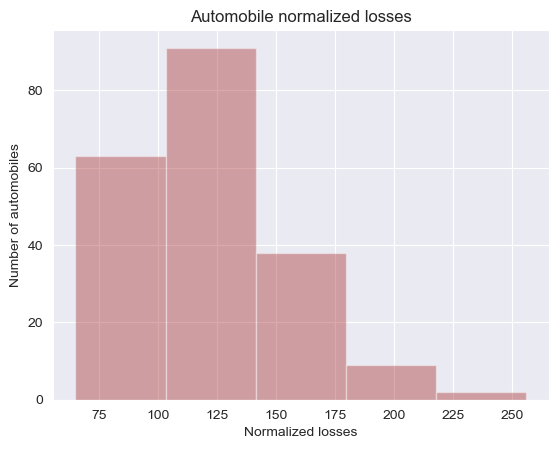 Automobile normalized losses
Number of automobiles
80
60
40
20
0
75 100 125 150 175 200 225 250
Normalized losses